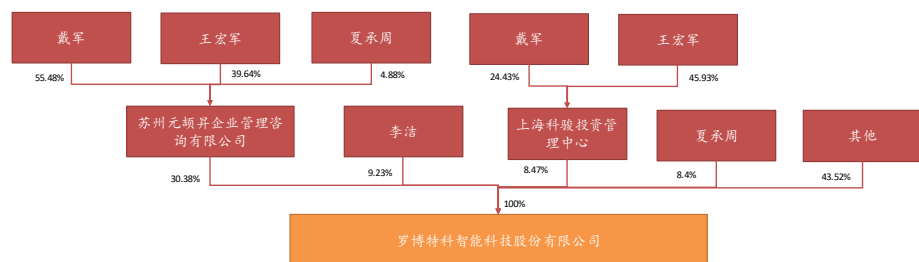 戴军
王宏军
夏承周
戴军
王宏军
55.48%
39.64%
4.88%
24.43%
45.93%
苏州元颉昇企业管理咨
询有限公司
李洁
上海科骏投资管
理中心
夏承周
其他
30.38%
9.23%
8.47%
8.4%
43.52%
100%
罗博特科智能科技股份有限公司